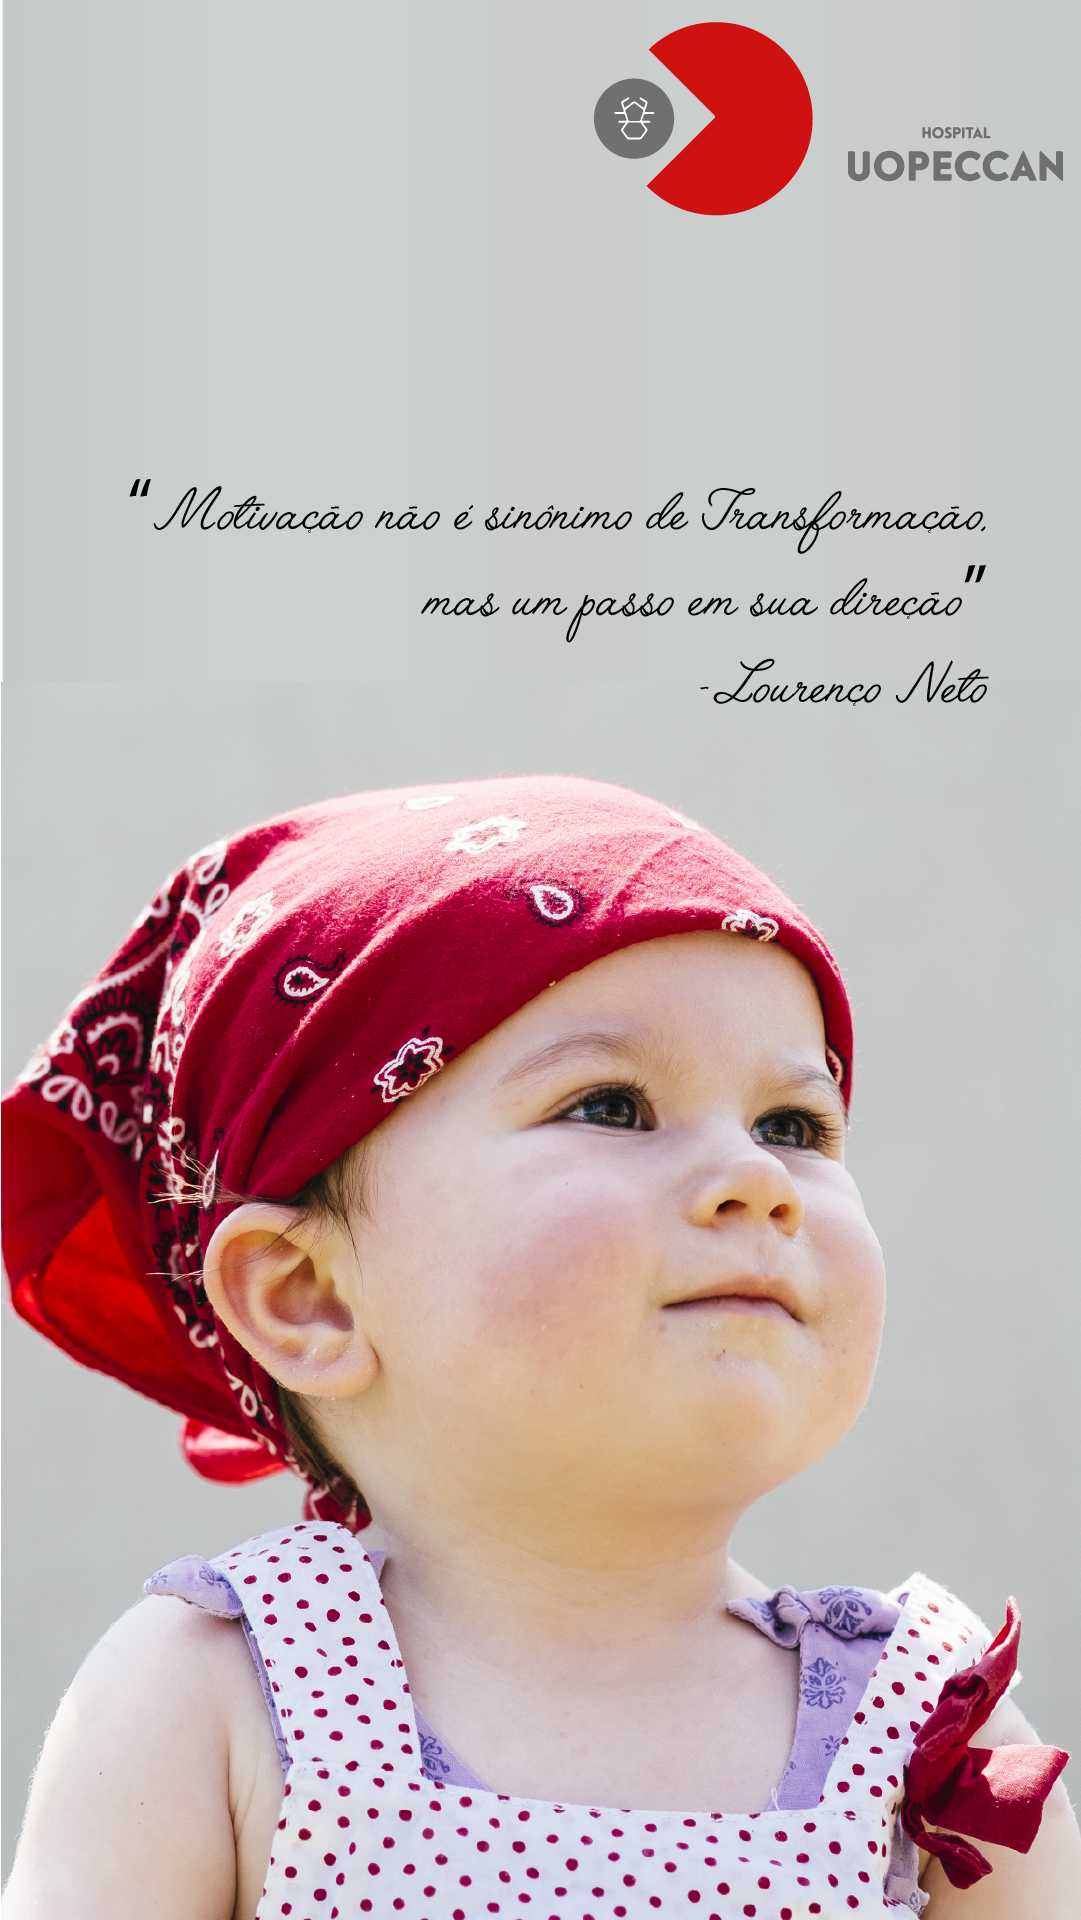 HOSPITAL
UOPECCAN
“Motivação não é sinônimo de Transformação,
mas um passo em sua direção”
-Lourenço Neto